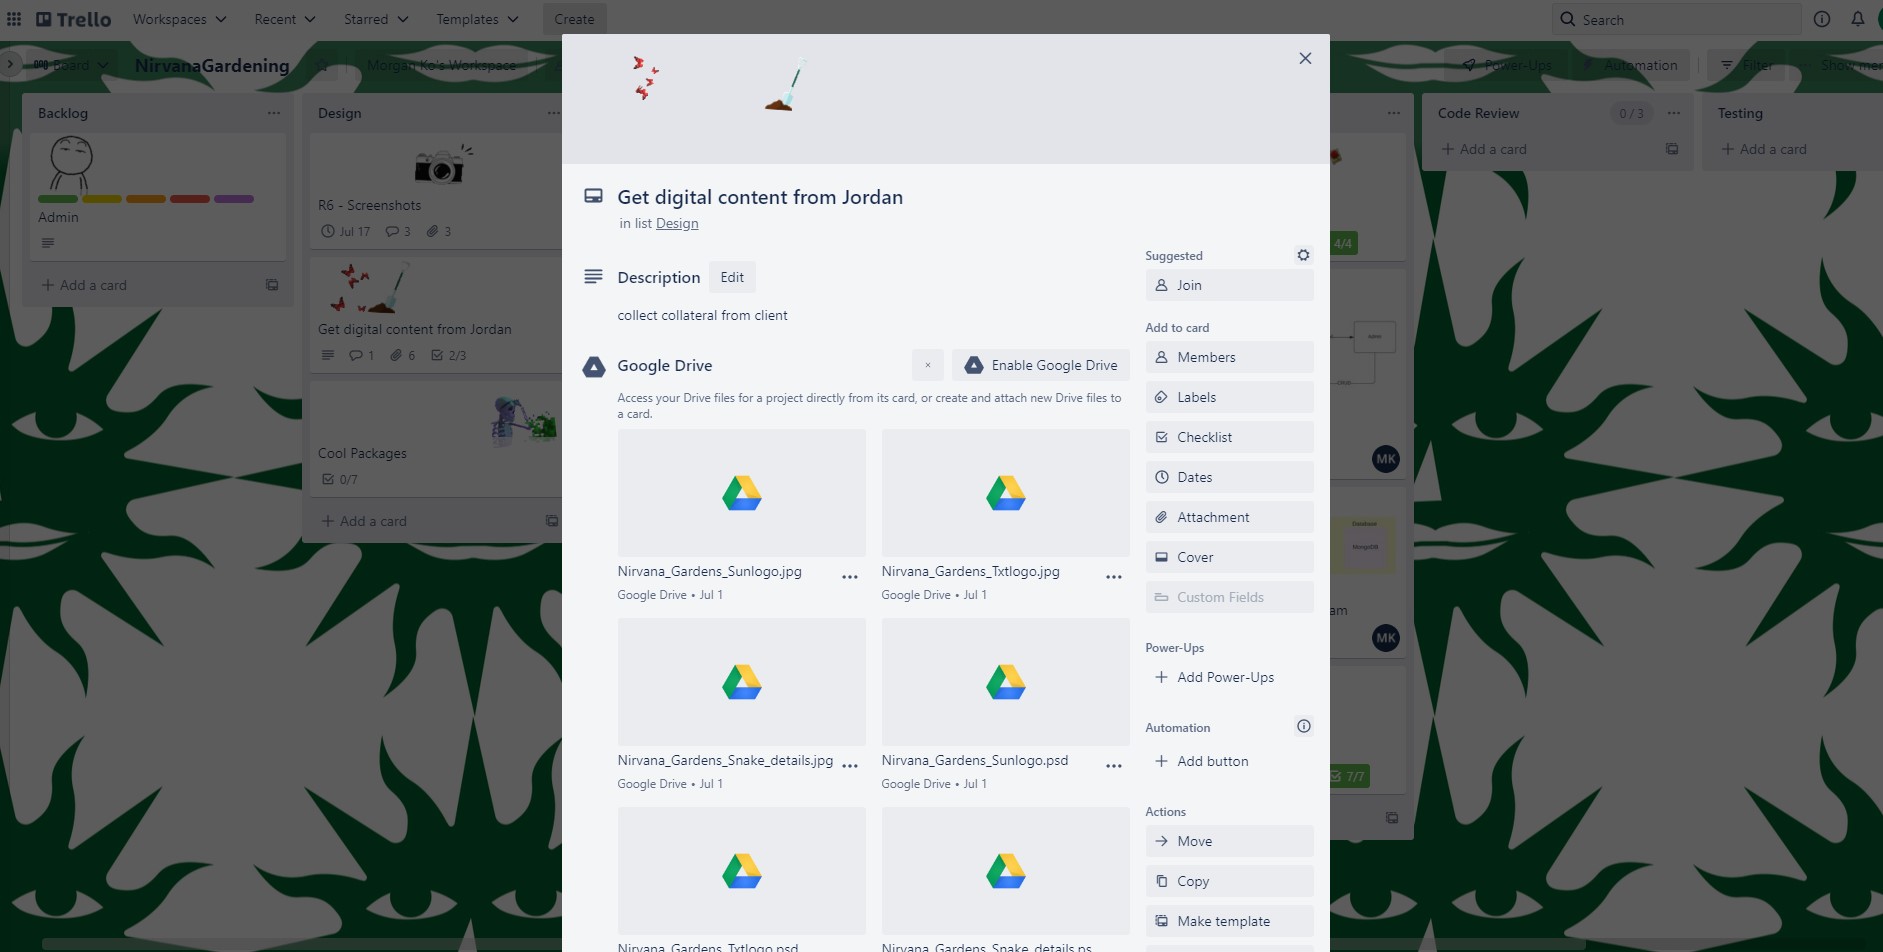 Trello
Workspaces
Recent
Starred
Templates
Create
Search
Board
NirvanaGardening
Morgan Ko's Workspace
Power-Ups
Automation
Filter
Show
Backlog
Admin
+ Add a card
Design
R6 - Screenshots
Jul 17
3
3
Get digital content from Jordan
1
6
2/3
Cool Packages
0/7
+ Add a card
Get digital content from Jordan
in list Design
Description
Edit
collect collateral from client
Google Drive
×
Enable Google Drive
Access your Drive files for a project directly from its card, or create and attach new Drive files to
a card.
Nirvana_Gardens_Sunlogo.jpg
Google Drive • Jul 1
Nirvana_Gardens_Txtlogo.jpg
Google Drive • Jul 1
Nirvana_Gardens_Snake_details.jpg
Google Drive • Jul 1
Nirvana_Gardens_Sunlogo.psd
Google Drive • Jul 1
Nirvana_Gardens_Txtlogo.psd
Nirvana_Gardens_Snake_details.ps
Suggested
Join
Add to card
Members
Labels
Checklist
Dates
Attachment
Cover
Custom Fields
Power-Ups
+ Add Power-Ups
Automation
+ Add button
Actions
Move
Copy
Make template
4/4
MK
Database
MongoDB
am
MK
7/7
Code Review
0 / 3
+ Add a card
Testing
+ Add a card